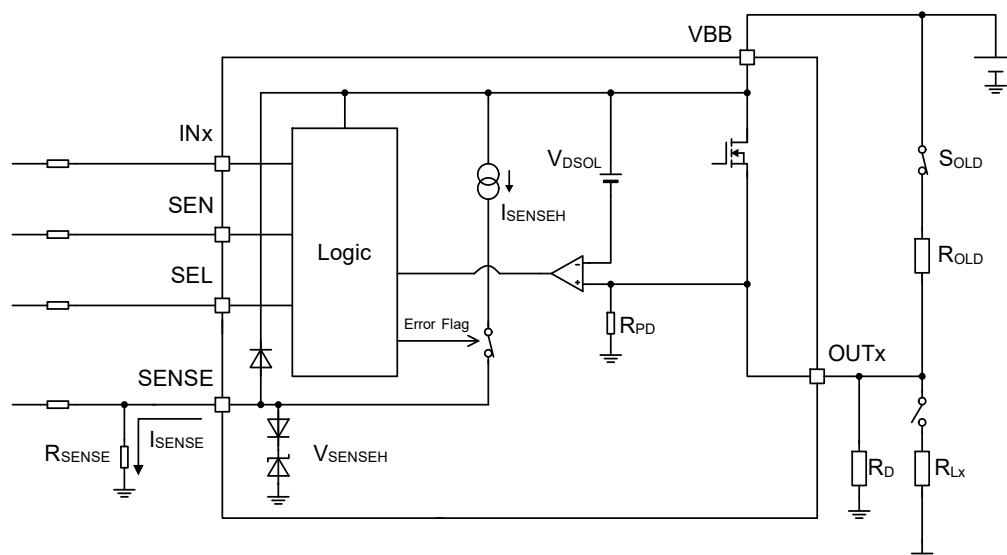 VBB
INx
SEN
SEL
SENSE
Logic
VDSOL
ISENSEH
-
+
Error Flag
RPD
SOLD
ROLD
OUTx
RSENSE
ISENSE
VSENSEH
RD
RLx